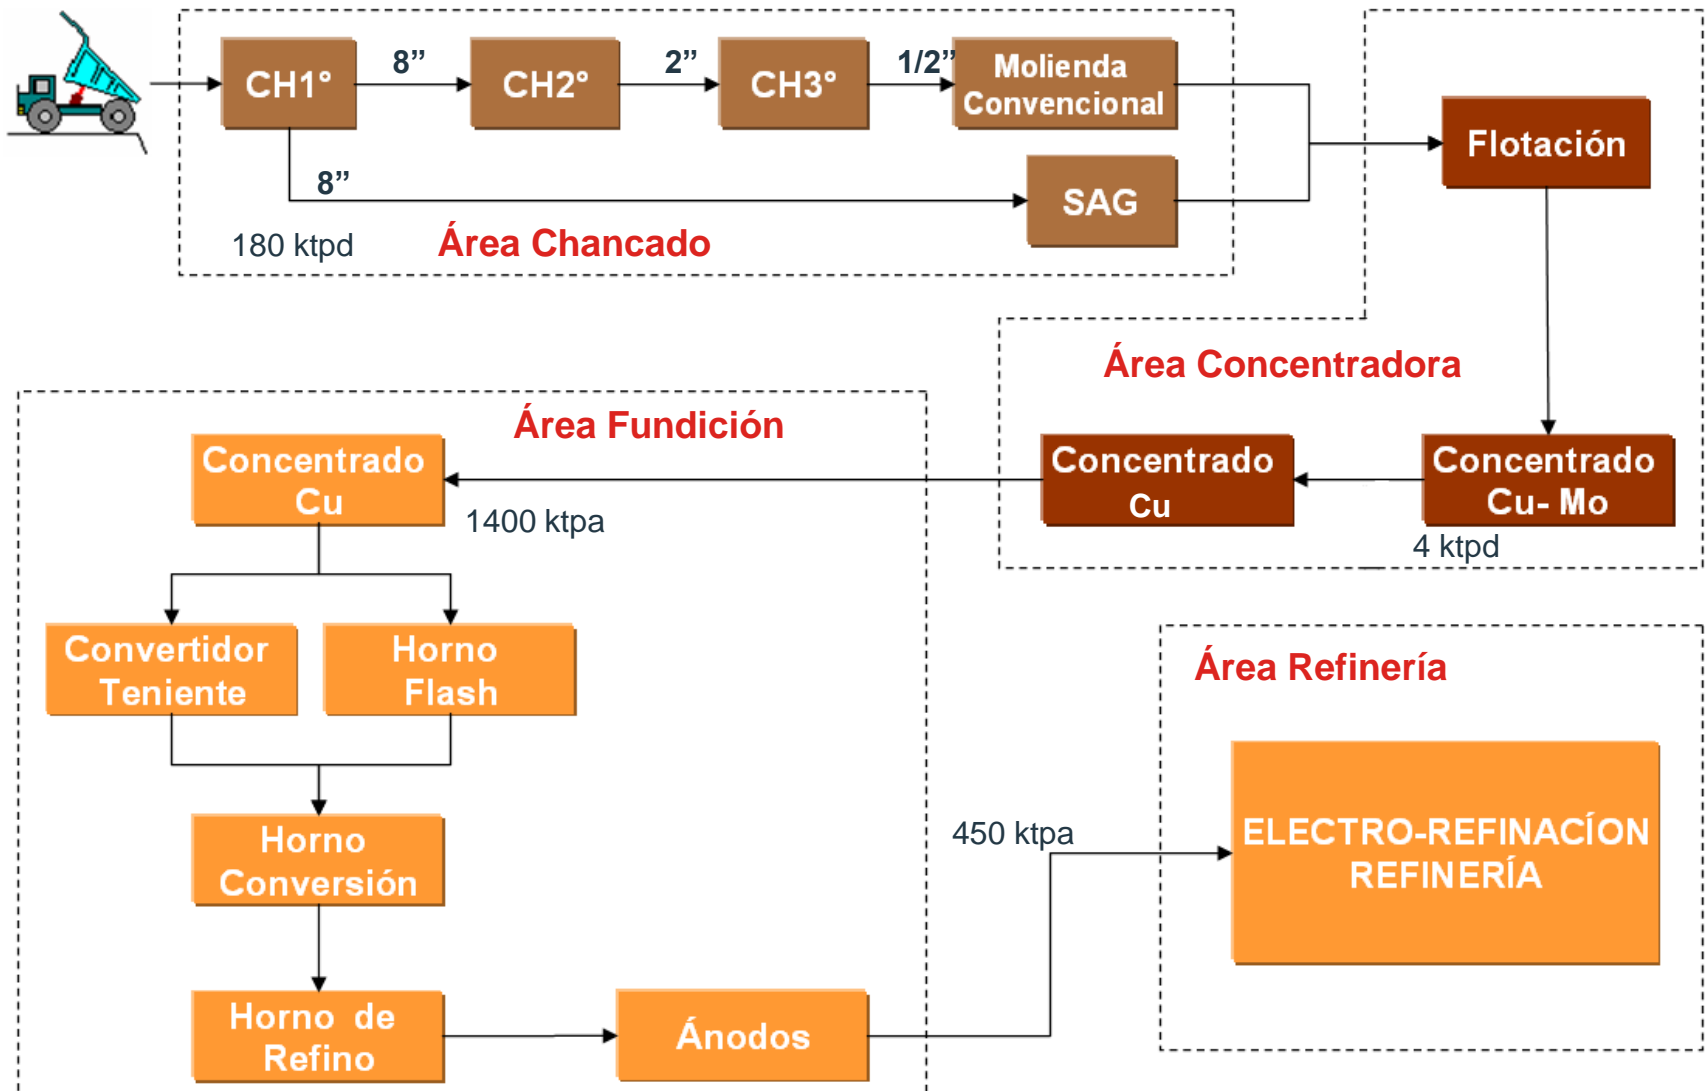 CH1°
8”
CH2°
2”
CH3°
1/2”
Molienda
Convencional
8”
SAG
180 ktpd
Área Chancado
Flotación
Área Concentradora
Concentrado
Cu- Mo
4 ktpd
Concentrado
Cu
Área Fundición
Concentrado
Cu
1400 ktpa
Convertidor
Teniente
Horno
Flash
Horno
Conversión
Horno de
Refino
Ánodos
450 ktpa
Área Refinería
ELECTRO-REFINACÍON
REFINERÍA